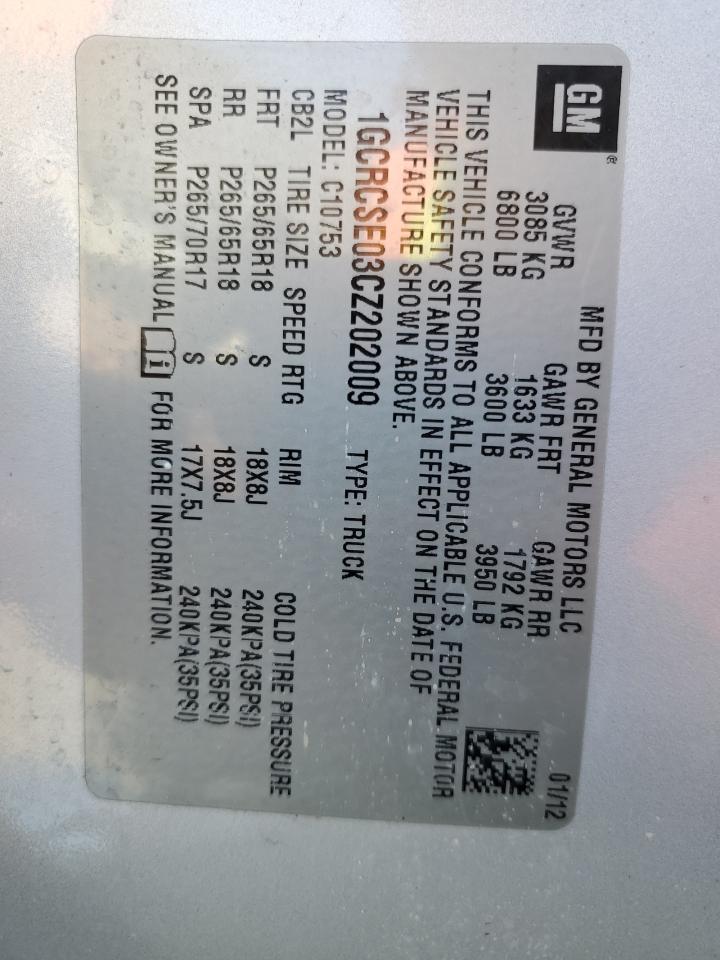 GM®
MFD BY GENERAL MOTORS LLC 01/12
GVWR GAWR FRT GAWR RR
3085 KG 1633 KG 1792 KG
6800 LB 3600 LB 3950 LB
THIS VEHICLE CONFORMS TO ALL APPLICABLE U.S. FEDERAL MOTOR
VEHICLE SAFETY STANDARDS IN EFFECT ON THE DATE OF
MANUFACTURE SHOWN ABOVE.
1GCRCSE03CZ202009 TYPE: TRUCK
MODEL: C10753
CB2L TIRE SIZE SPEED RTG RIM COLD TIRE PRESSURE
FRT P265/65R18 S 18X8J 240KPA(35PSI)
RR P265/65R18 S 18X8J 240KPA(35PSI)
SPA P265/70R17 S 17X7.5J 240KPA(35PSI)
SEE OWNER'S MANUAL i FOR MORE INFORMATION.